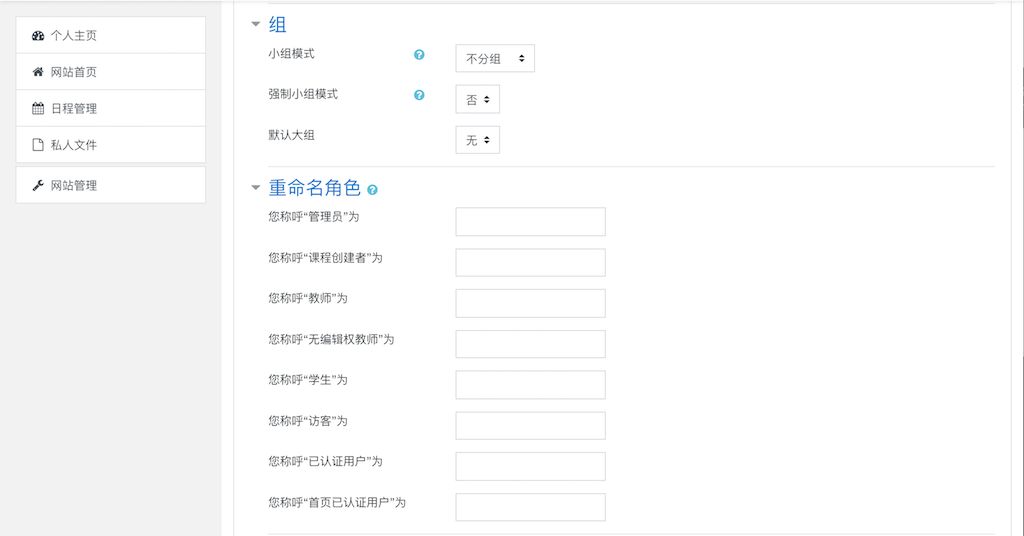 个人主页
网站首页
日程管理
私人文件
网站管理
组
小组模式
不分组
强制小组模式
否
默认大组
无
重命名角色
您称呼“管理员”为
您称呼“课程创建者”为
您称呼“教师”为
您称呼“无编辑权教师”为
您称呼“学生”为
您称呼“访客”为
您称呼“已认证用户”为
您称呼“首页已认证用户”为